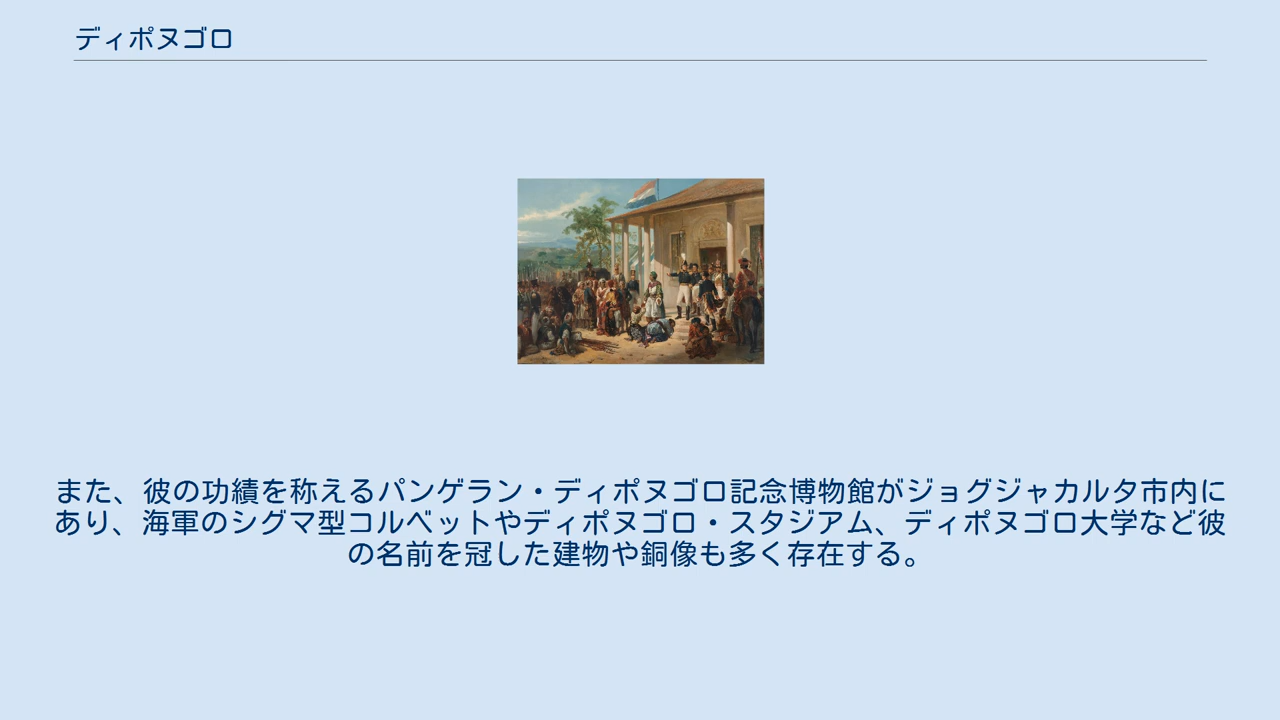 ディポヌゴロ
また、彼の功績を称えるパンゲラン・ディポヌゴロ記念博物館がジョグジャカルタ市内に
あり、海軍のシグマ型コルベットやディポヌゴロ・スタジアム、ディポヌゴロ大学など彼
の名前を冠した建物や銅像も多く存在する。